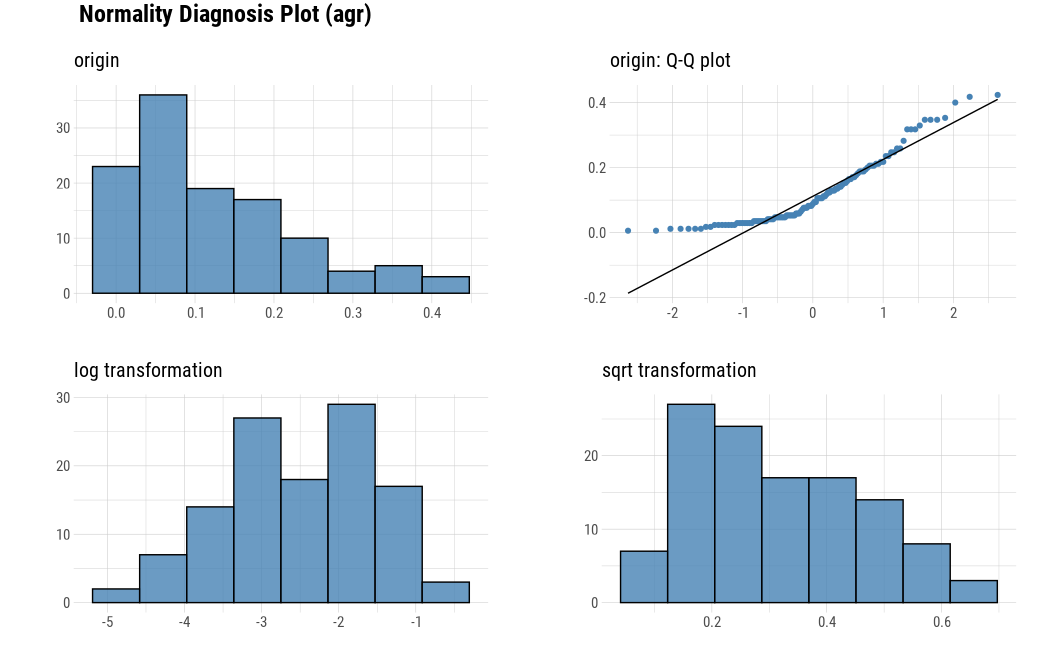 Normality Diagnosis Plot (agr)
origin
30
20
10
0
0.0 0.1 0.2 0.3 0.4
origin: Q-Q plot
0.4
0.2
0.0
-0.2
-2 -1 0 1 2
log transformation
30
20
10
0
-5 -4 -3 -2 -1
sqrt transformation
20
10
0
0.2 0.4 0.6